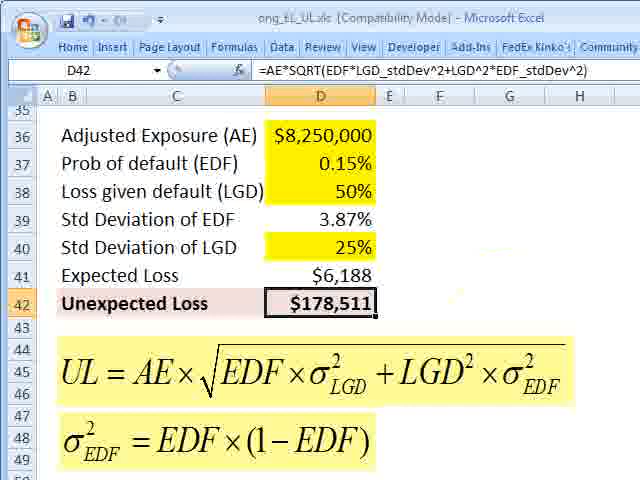 ong_EL_UL.xls [Compatibility Mode] - Microsoft Excel
Home Insert Page Layout Formulas Data Review View Developer Add-Ins FedEx Kinko's Community
D42 fx =AE*SQRT(EDF*LGD_stdDev^2+LGD^2*EDF_stdDev^2)
A B C D E F G H
35
36 Adjusted Exposure (AE) $8,250,000
37 Prob of default (EDF) 0.15%
38 Loss given default (LGD) 50%
39 Std Deviation of EDF 3.87%
40 Std Deviation of LGD 25%
41 Expected Loss $6,188
42 Unexpected Loss $178,511
43
44
45 UL = AE × √EDF × σ²LGD + LGD² × σ²EDF
46
47
48 σ²EDF = EDF × (1 − EDF)
49